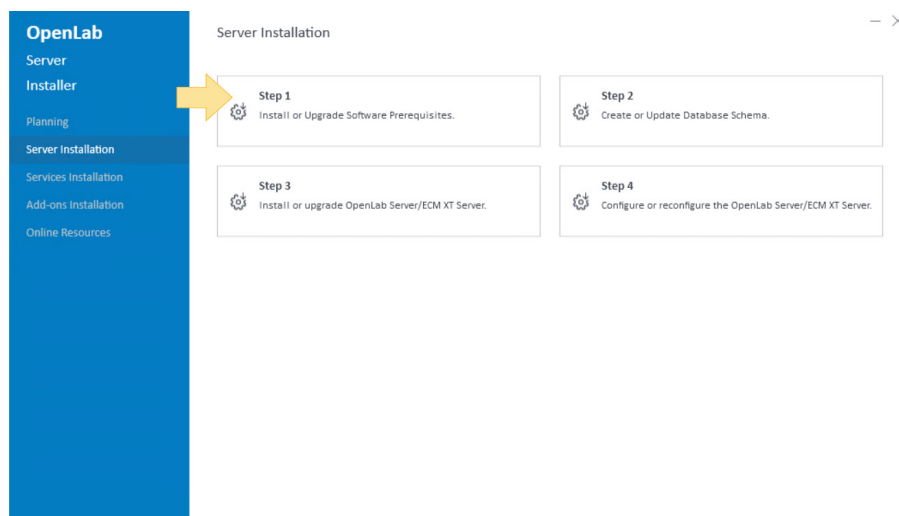 OpenLab
Server
Installer
Planning
Server Installation
Services Installation
Add-ons Installation
Online Resources
Server Installation
Step 1
Install or Upgrade Software Prerequisites.
Step 2
Create or Update Database Schema.
Step 3
Install or upgrade OpenLab Server/ECM XT Server.
Step 4
Configure or reconfigure the OpenLab Server/ECM XT Server.